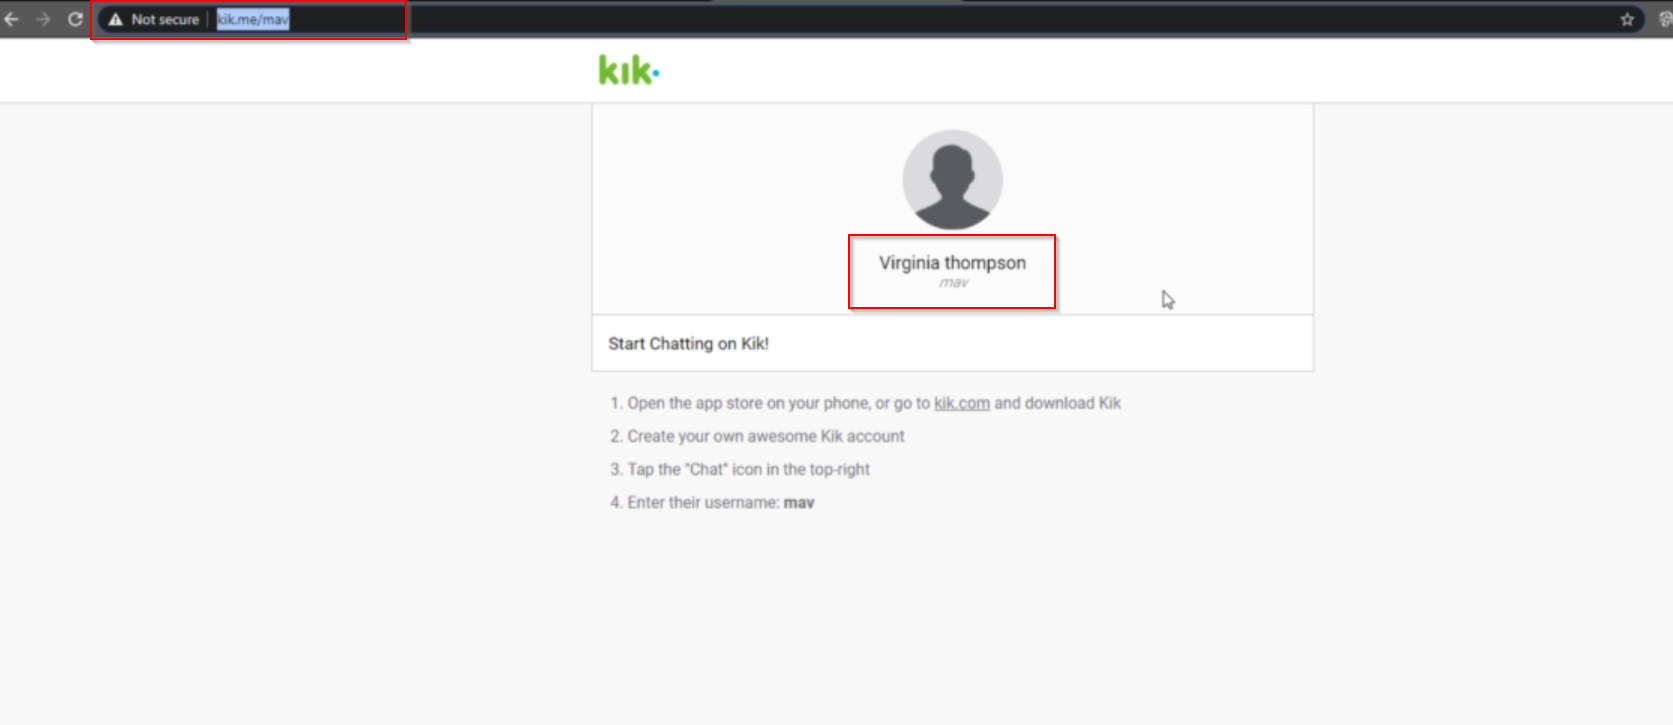 Not secure | kik.me/mav
kik.
Virginia thompson
mav
Start Chatting on Kik!
1. Open the app store on your phone, or go to kik.com and download Kik
2. Create your own awesome Kik account
3. Tap the "Chat" icon in the top-right
4. Enter their username: mav